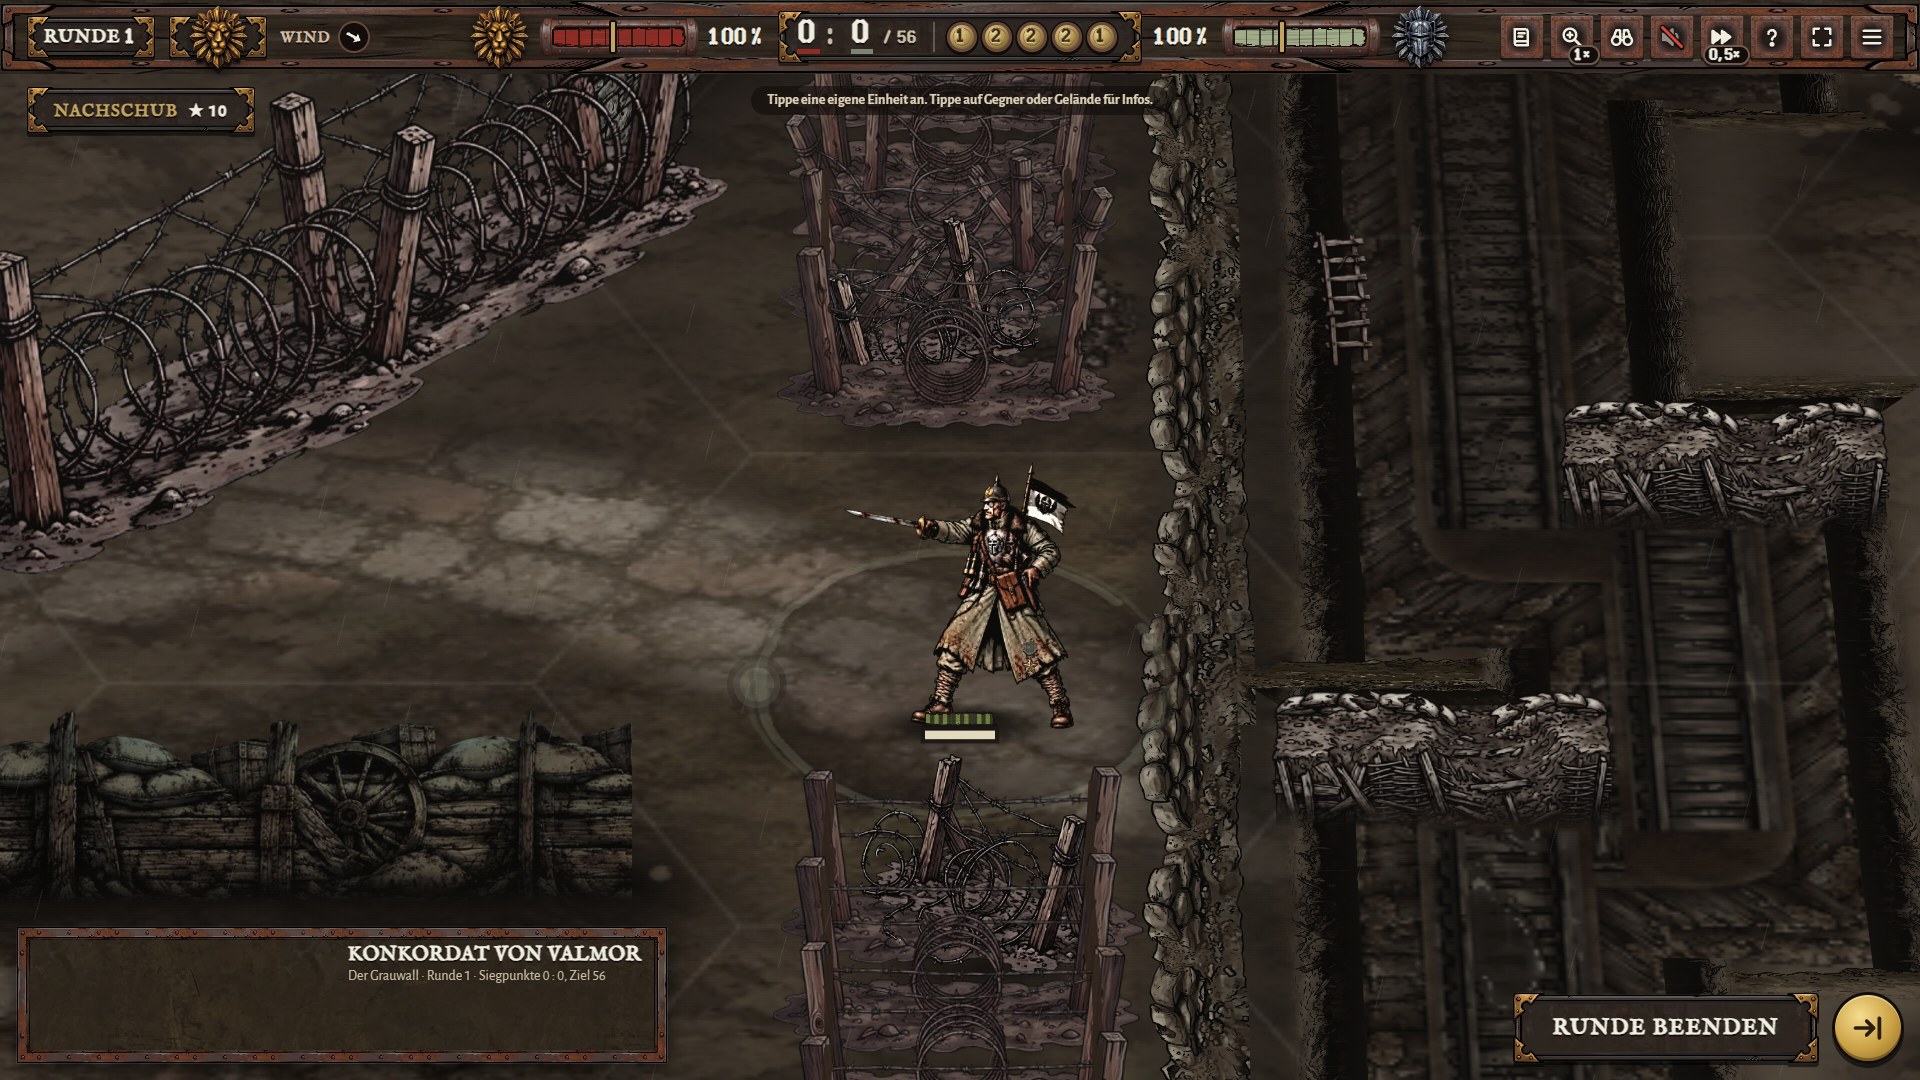 RUNDE 1
WIND
100%
0 : 0 / 56
1 2 2 2 1
100%
1×
0,5×
?
NACHSCHUB ★ 10
Tippe eine eigene Einheit an. Tippe auf Gegner oder Gelände für Infos.
KONKORDAT VON VALMOR
Der Grauwall · Runde 1 · Siegpunkte 0 : 0, Ziel 56
RUNDE BEENDEN